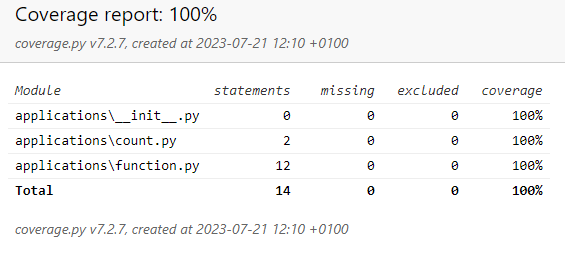 Coverage report: 100%
coverage.py v7.2.7, created at 2023-07-21 12:10 +0100
Module statements missing excluded coverage
applications\__init__.py 0 0 0 100%
applications\count.py 2 0 0 100%
applications\function.py 12 0 0 100%
Total 14 0 0 100%
coverage.py v7.2.7, created at 2023-07-21 12:10 +0100